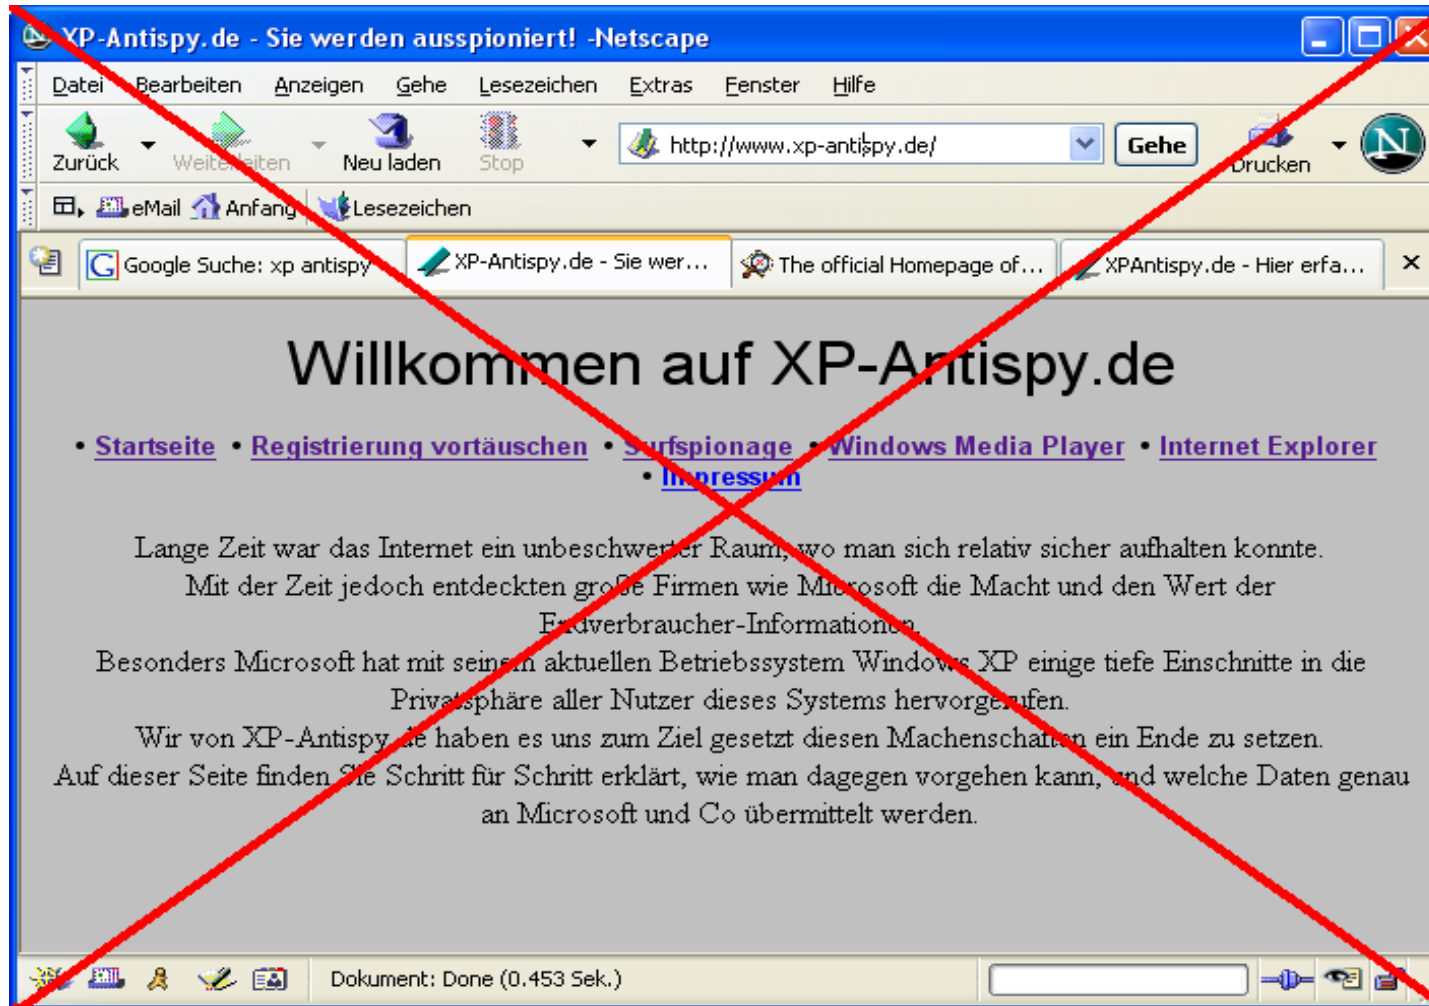 XP-Antispy.de - Sie werden ausspioniert! -Netscape
Datei Bearbeiten Anzeigen Gehe Lesezeichen Extras Fenster Hilfe
Zurück Weiterleiten Neu laden Stop http://www.xp-antispy.de/ Gehe Drucken
eMail Anfang Lesezeichen
Google Suche: xp antispy XP-Antispy.de - Sie wer... The official Homepage of... XPAntispy.de - Hier erfa...
Willkommen auf XP-Antispy.de
• Startseite • Registrierung vortäuschen • Surfspionage • Windows Media Player • Internet Explorer
• Impressum
Lange Zeit war das Internet ein unbeschwerter Raum, wo man sich relativ sicher aufhalten konnte.
Mit der Zeit jedoch entdeckten große Firmen wie Microsoft die Macht und den Wert der
Endverbraucher-Informationen.
Besonders Microsoft hat mit seinem aktuellen Betriebssystem Windows XP einige tiefe Einschnitte in die
Privatsphäre aller Nutzer dieses Systems hervorgerufen.
Wir von XP-Antispy.de haben es uns zum Ziel gesetzt diesen Machenschaften ein Ende zu setzen.
Auf dieser Seite finden Sie Schritt für Schritt erklärt, wie man dagegen vorgehen kann, und welche Daten genau
an Microsoft und Co übermittelt werden.
Dokument: Done (0.453 Sek.)